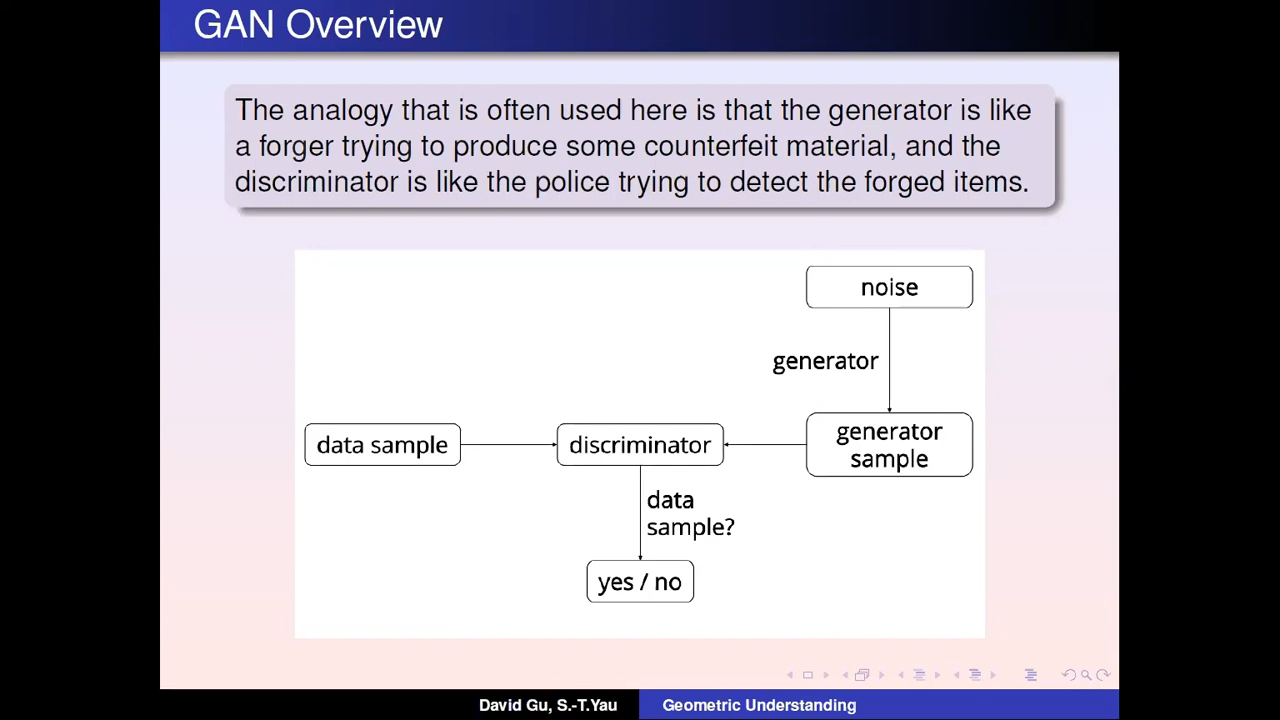 GAN Overview
The analogy that is often used here is that the generator is like
a forger trying to produce some counterfeit material, and the
discriminator is like the police trying to detect the forged items.
noise
generator
generator
sample
data sample
discriminator
data
sample?
yes / no
David Gu, S.-T.Yau
Geometric Understanding